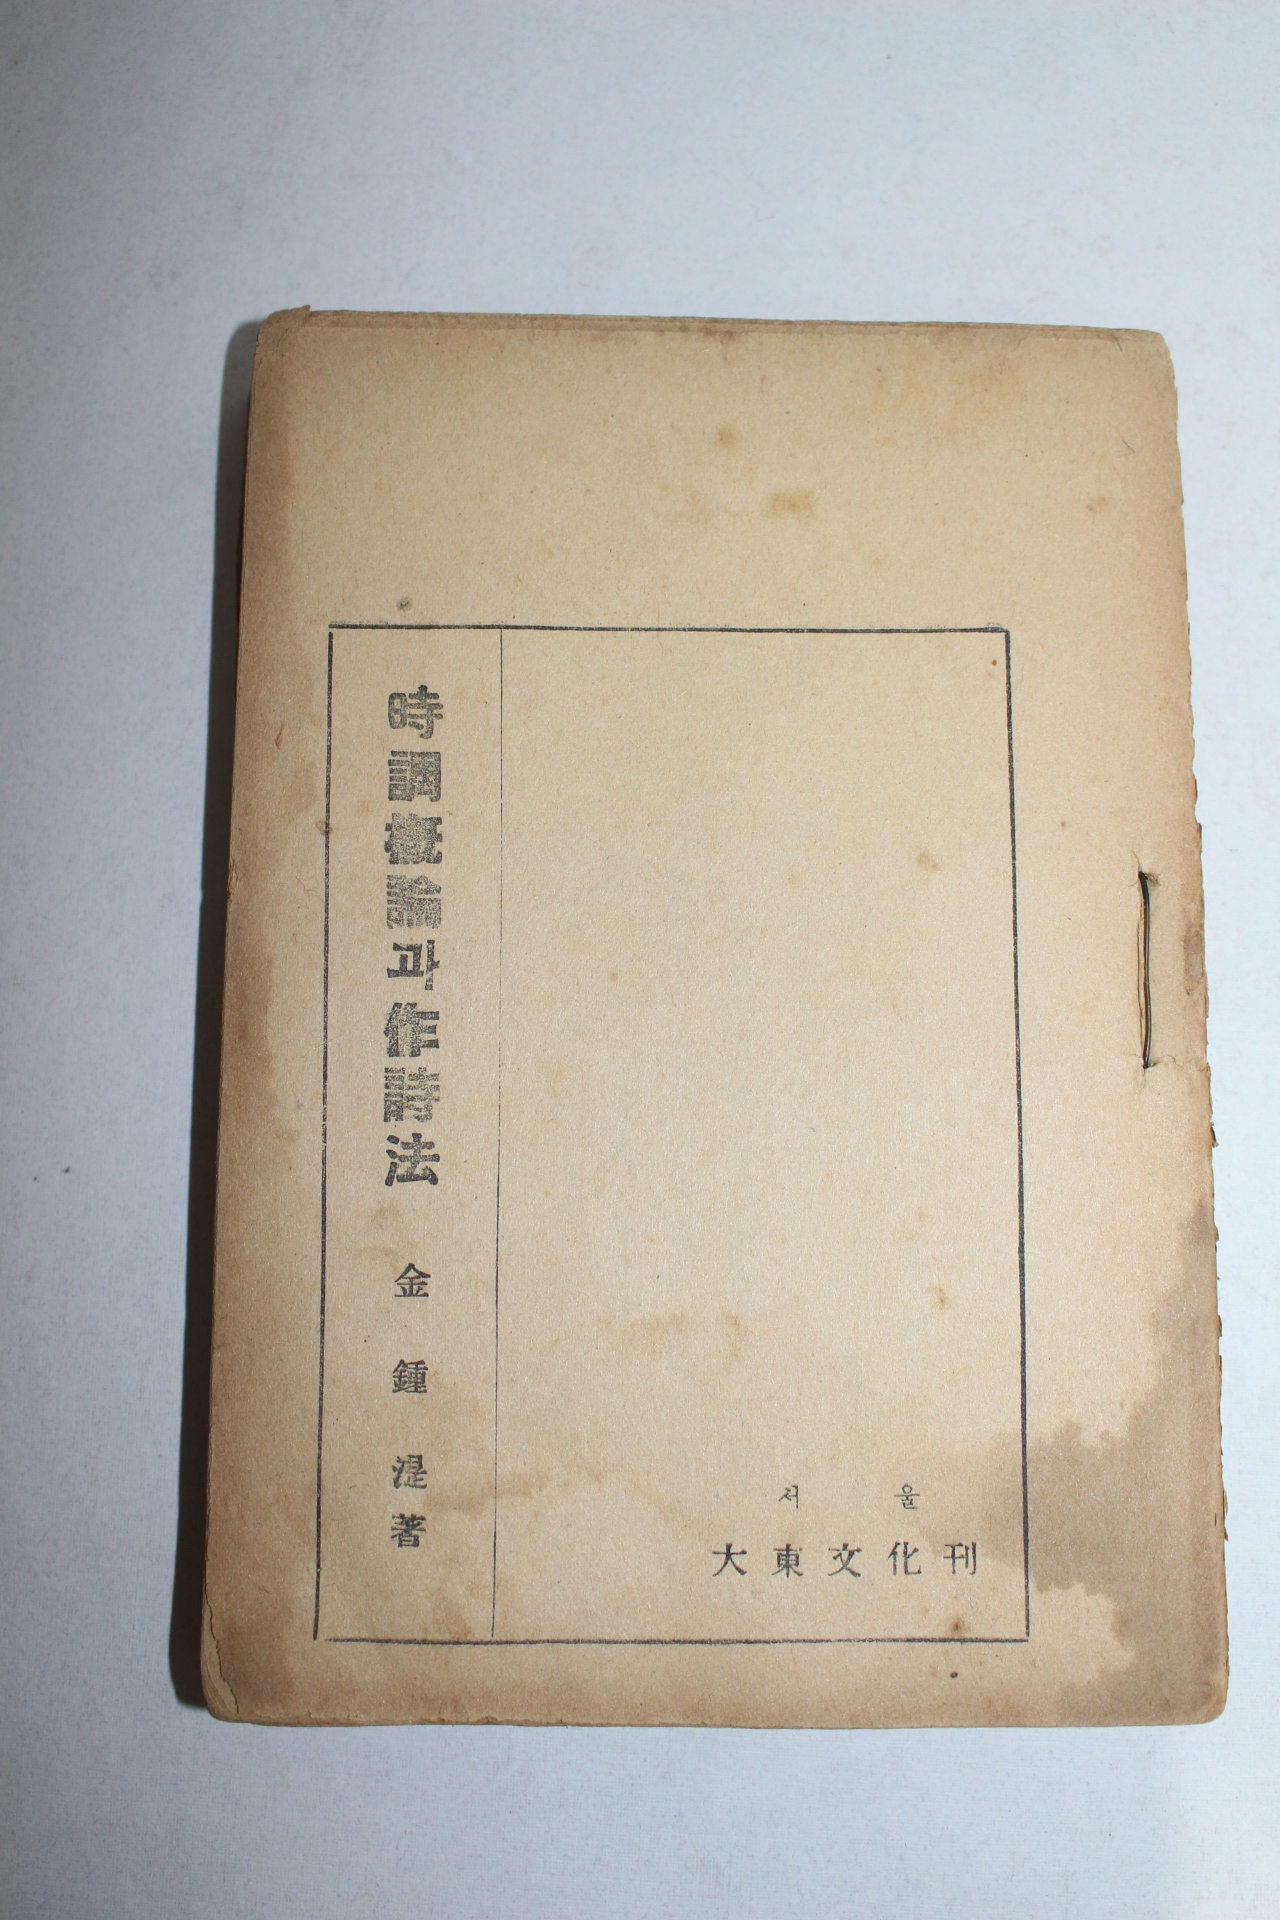 時調槪論과作詩法 金鍾湜著
서울
大東文化刊